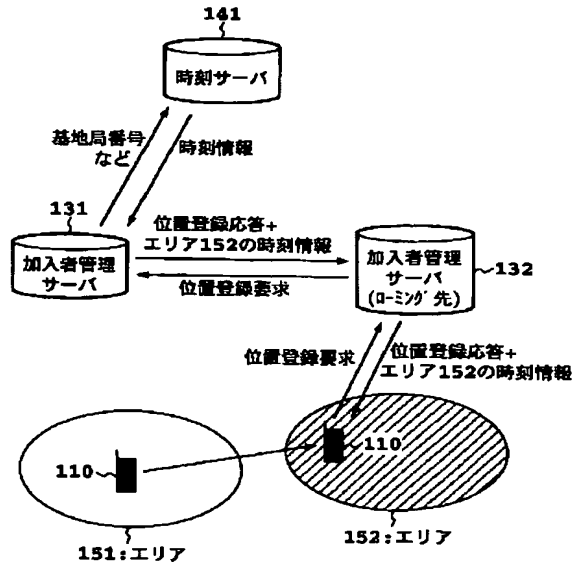 141
時刻サーバ
基地局番号
など
時刻情報
131
加入者管理
サーバ
位置登録応答+
エリア152の時刻情報
位置登録要求
加入者管理
サーバ
(ローミング先)
132
位置登録要求
位置登録応答+
エリア152の時刻情報
110
110
151:エリア
152:エリア